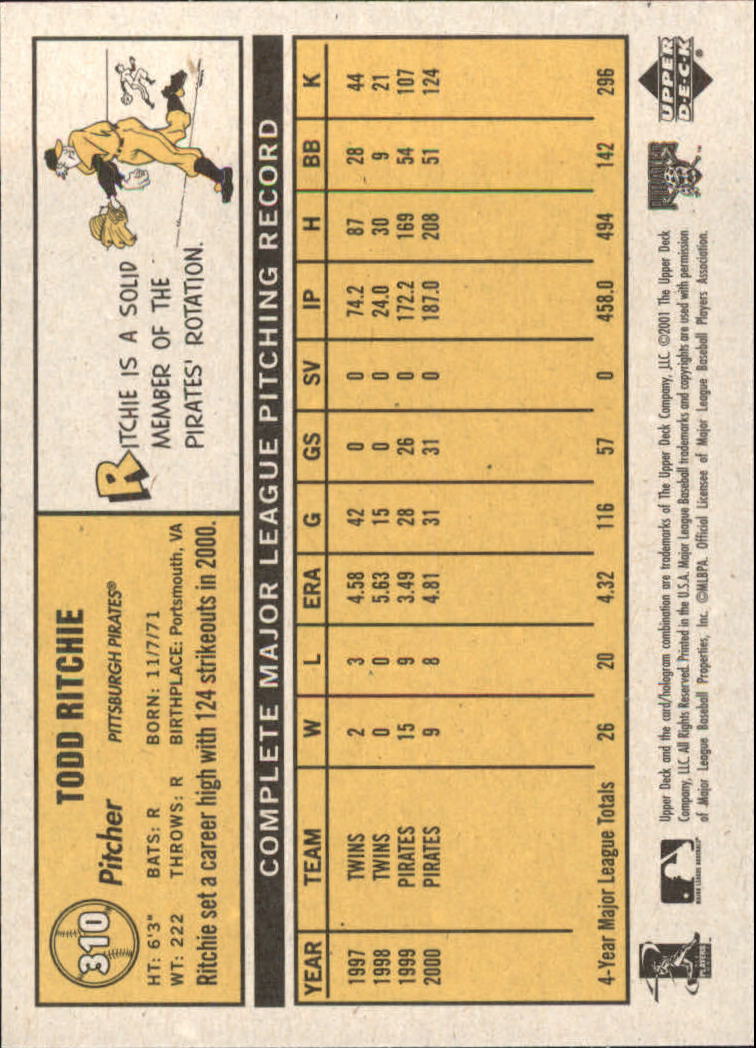 310
TODD RITCHIE
Pitcher PITTSBURGH PIRATES®
HT: 6'3" BATS: R BORN: 11/7/71
WT: 222 THROWS: R BIRTHPLACE: Portsmouth, VA
Ritchie set a career high with 124 strikeouts in 2000.
RITCHIE IS A SOLID
MEMBER OF THE
PIRATES' ROTATION.
COMPLETE MAJOR LEAGUE PITCHING RECORD
YEAR TEAM W L ERA G GS SV IP H BB K
1997 TWINS 2 3 4.58 42 0 0 74.2 87 28 44
1998 TWINS 0 0 5.63 15 0 0 24.0 30 9 21
1999 PIRATES 15 9 3.49 28 26 0 172.2 169 54 107
2000 PIRATES 9 8 4.81 31 31 0 187.0 208 51 124
4-Year Major League Totals 26 20 4.32 116 57 0 458.0 494 142 296
PLAYERS
MAJOR LEAGUE BASEBALL
Upper Deck and the card/hologram combination are trademarks of The Upper Deck Company, LLC. ©2001 The Upper Deck
Company, LLC. All Rights Reserved. Printed in the U.S.A. Major League Baseball trademarks and copyrights are used with permission
of Major League Baseball Properties, Inc. ©MLBPA. Official Licensee of Major League Baseball Players Association.
PIRATES™
UPPER
D·E·C·K®